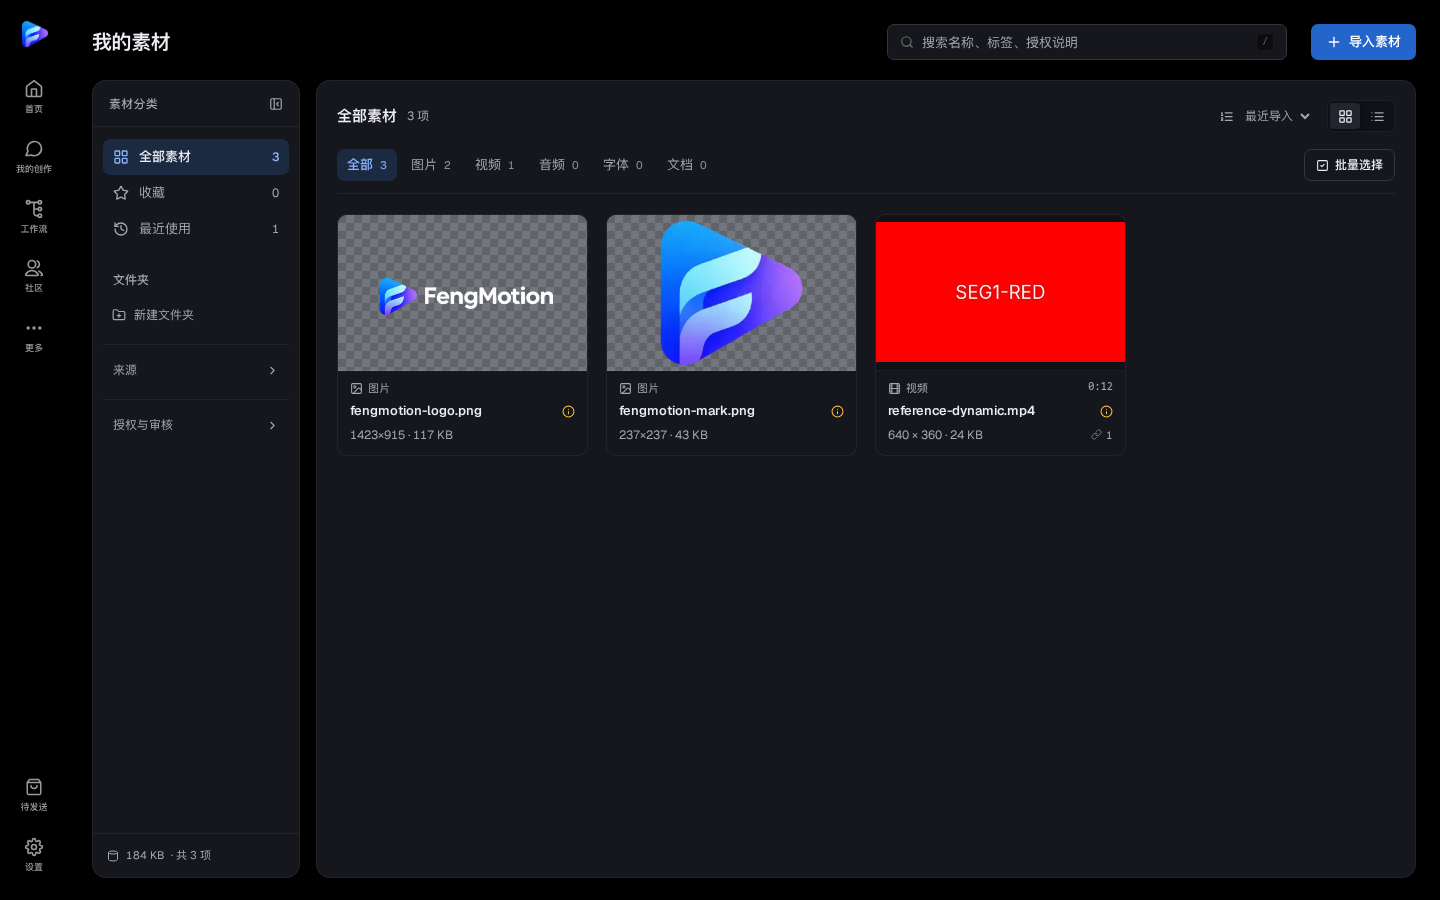 我的素材
搜索名称、标签、授权说明
/
导入素材
首页
我的创作
工作流
社区
更多
待发送
设置
素材分类
全部素材 3
收藏 0
最近使用 1
文件夹
新建文件夹
来源
授权与审核
184 KB · 共 3 项
全部素材 3 项
最近导入
全部 3 图片 2 视频 1 音频 0 字体 0 文档 0
批量选择
FengMotion
图片
fengmotion-logo.png
1423×915 · 117 KB
图片
fengmotion-mark.png
237×237 · 43 KB
SEG1-RED
视频 0:12
reference-dynamic.mp4
640 × 360 · 24 KB 1